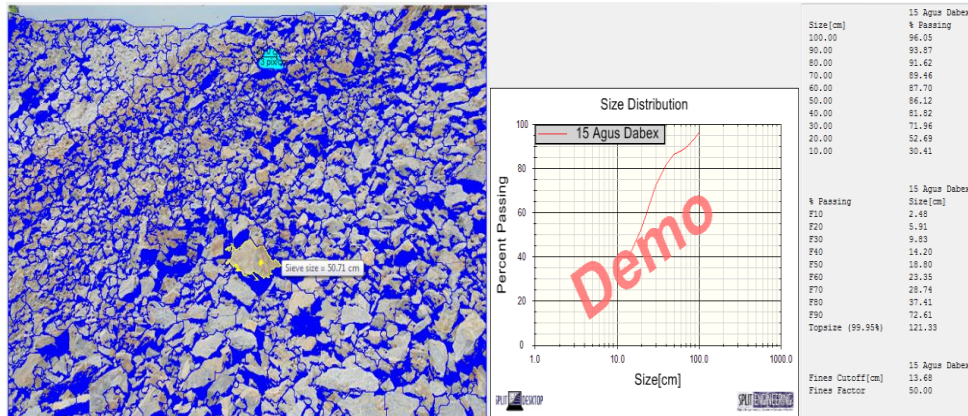 3 pix
Sieve size = 50.71 cm
Size Distribution
15 Agus Dabex
Percent Passing
100
80
60
40
20
0
1.0 10.0 100.0 1000.0
Size[cm]
Demo
SPLIT DESKTOP
SPLIT ENGINEERING
15 Agus Dabex
Size[cm] % Passing
100.00 96.05
90.00 93.87
80.00 91.62
70.00 89.46
60.00 87.70
50.00 86.12
40.00 81.82
30.00 71.96
20.00 52.69
10.00 30.41
15 Agus Dabex
% Passing Size[cm]
F10 2.48
F20 5.91
F30 9.83
F40 14.20
F50 18.80
F60 23.35
F70 28.74
F80 37.41
F90 72.61
Topsize (99.95%) 121.33
15 Agus Dabex
Fines Cutoff[cm] 13.68
Fines Factor 50.00